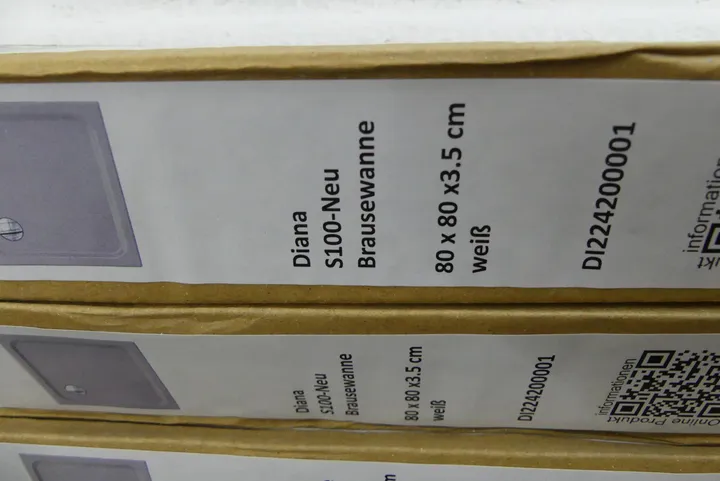 Diana
S100-Neu
Brausewanne
80 x 80 x3.5 cm
weiß
DI224200001
informationen
Diana
S100-Neu
Brausewanne
80 x 80 x3.5 cm
weiß
DI224200001
informationen
Online Produkt